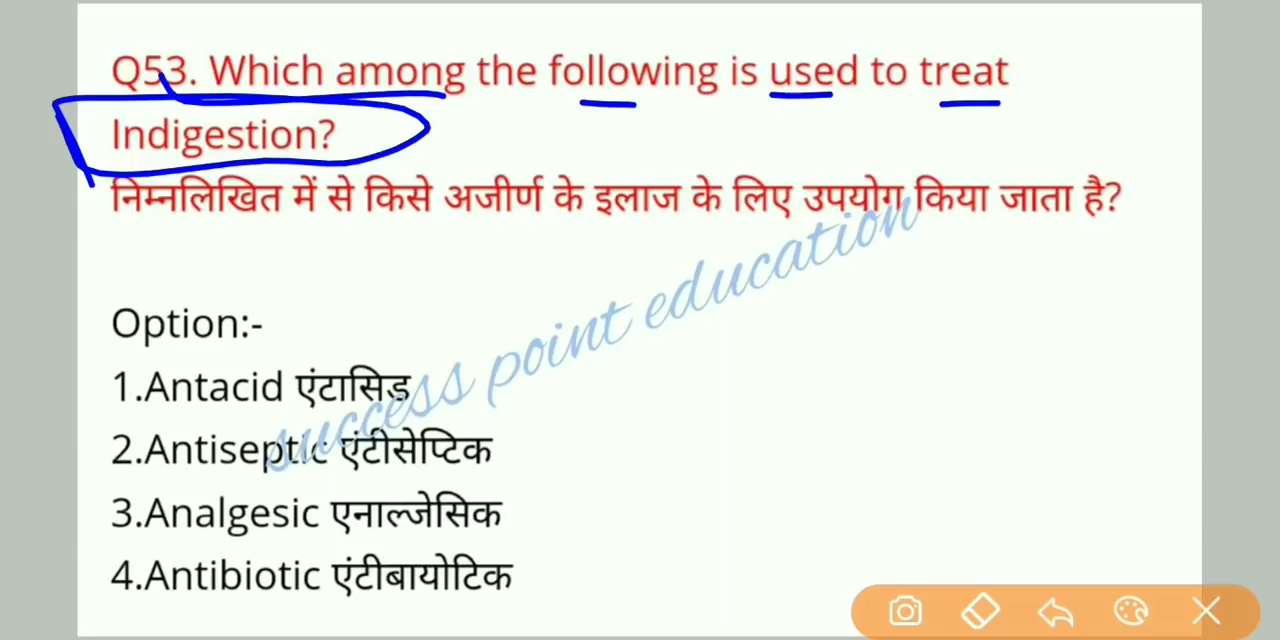 Q53. Which among the following is used to treat
Indigestion?
निम्नलिखित में से किसे अजीर्ण के इलाज के लिए उपयोग किया जाता है?
success point education
Option:-
1.Antacid एंटासिड
2.Antiseptic एंटीसेप्टिक
3.Analgesic एनाल्जेसिक
4.Antibiotic एंटीबायोटिक